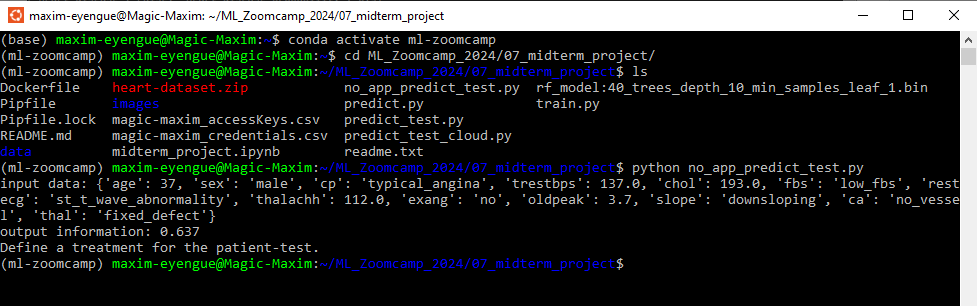 maxim-eyengue@Magic-Maxim: ~/ML_Zoomcamp_2024/07_midterm_project
(base) maxim-eyengue@Magic-Maxim:~$ conda activate ml-zoomcamp
(ml-zoomcamp) maxim-eyengue@Magic-Maxim:~$ cd ML_Zoomcamp_2024/07_midterm_project/
(ml-zoomcamp) maxim-eyengue@Magic-Maxim:~/ML_Zoomcamp_2024/07_midterm_project$ ls
Dockerfile heart-dataset.zip no_app_predict_test.py rf_model:40_trees_depth_10_min_samples_leaf_1.bin
Pipfile images predict.py train.py
Pipfile.lock magic-maxim_accessKeys.csv predict_test.py
README.md magic-maxim_credentials.csv predict_test_cloud.py
data midterm_project.ipynb readme.txt
(ml-zoomcamp) maxim-eyengue@Magic-Maxim:~/ML_Zoomcamp_2024/07_midterm_project$ python no_app_predict_test.py
input data: {'age': 37, 'sex': 'male', 'cp': 'typical_angina', 'trestbps': 137.0, 'chol': 193.0, 'fbs': 'low_fbs', 'rest
ecg': 'st_t_wave_abnormality', 'thalachh': 112.0, 'exang': 'no', 'oldpeak': 3.7, 'slope': 'downsloping', 'ca': 'no_vesse
l', 'thal': 'fixed_defect'}
output information: 0.637
Define a treatment for the patient-test.
(ml-zoomcamp) maxim-eyengue@Magic-Maxim:~/ML_Zoomcamp_2024/07_midterm_project$